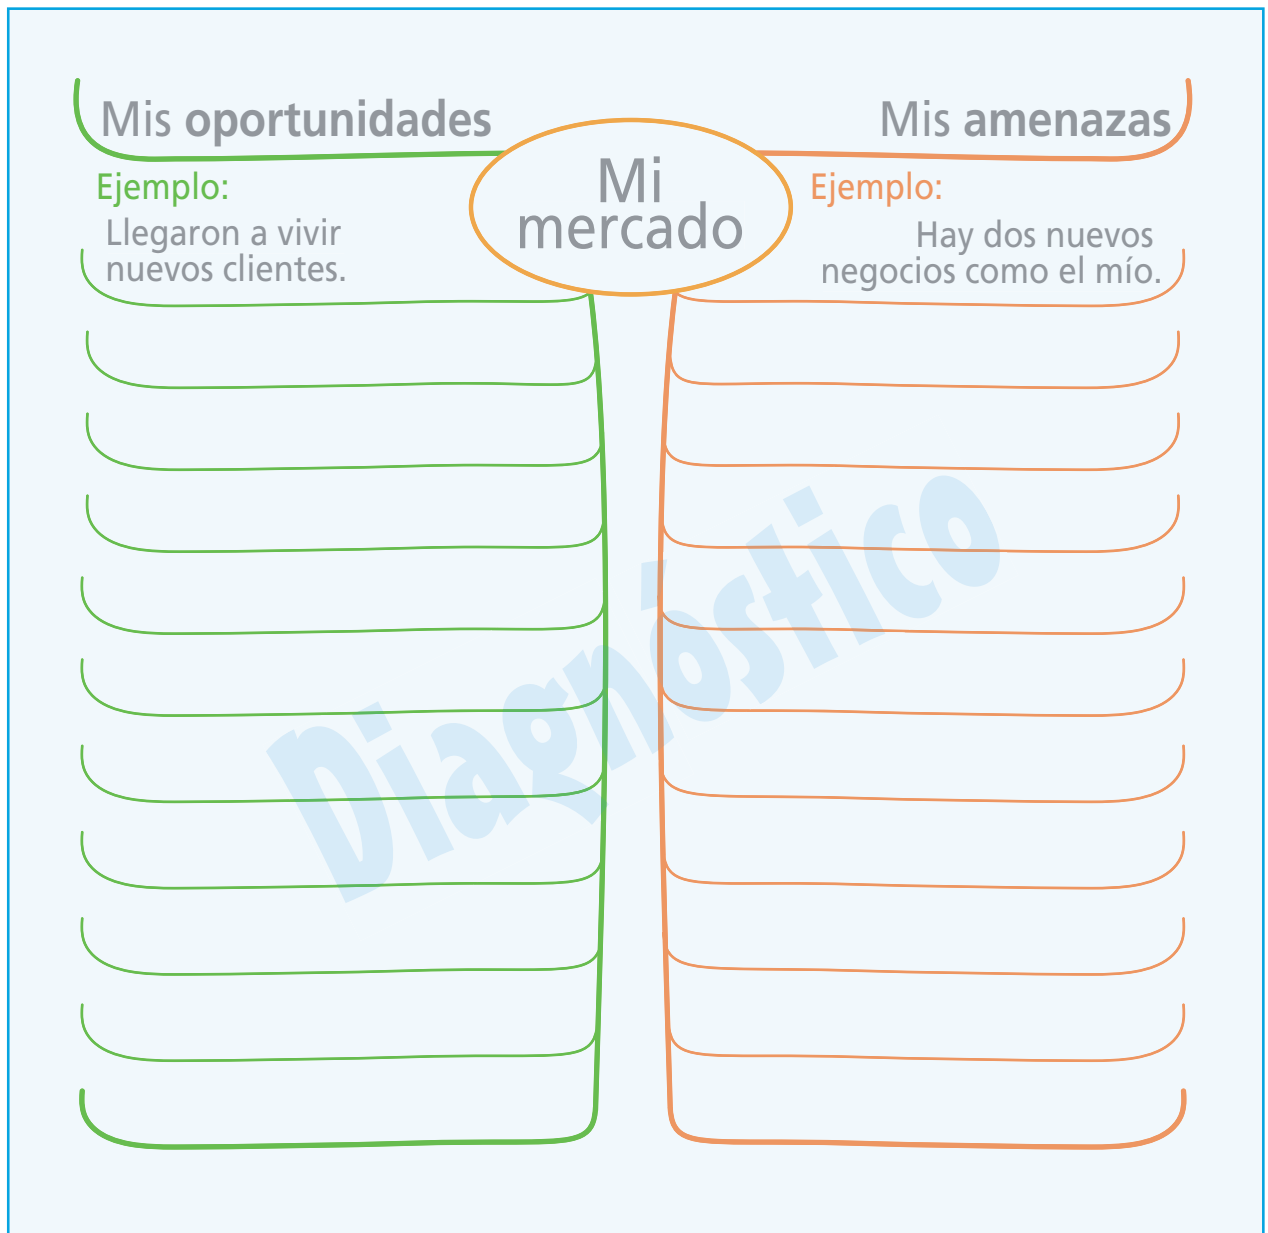 Mis oportunidades
Mi
mercado
Mis amenazas
Ejemplo:
Llegaron a vivir
nuevos clientes.
Ejemplo:
Hay dos nuevos
negocios como el mío.
Diagnóstico